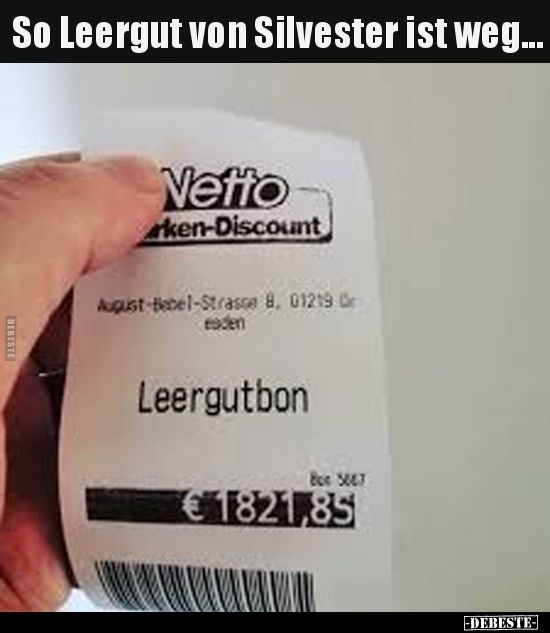 So Leergut von Silvester ist weg...
Netto
rken-Discount
August-Bebel-Strasse 8, 01219 Dr
esden
Leergutbon
Bon 5667
€ 1821,85
DEBESTE
-DEBESTE-